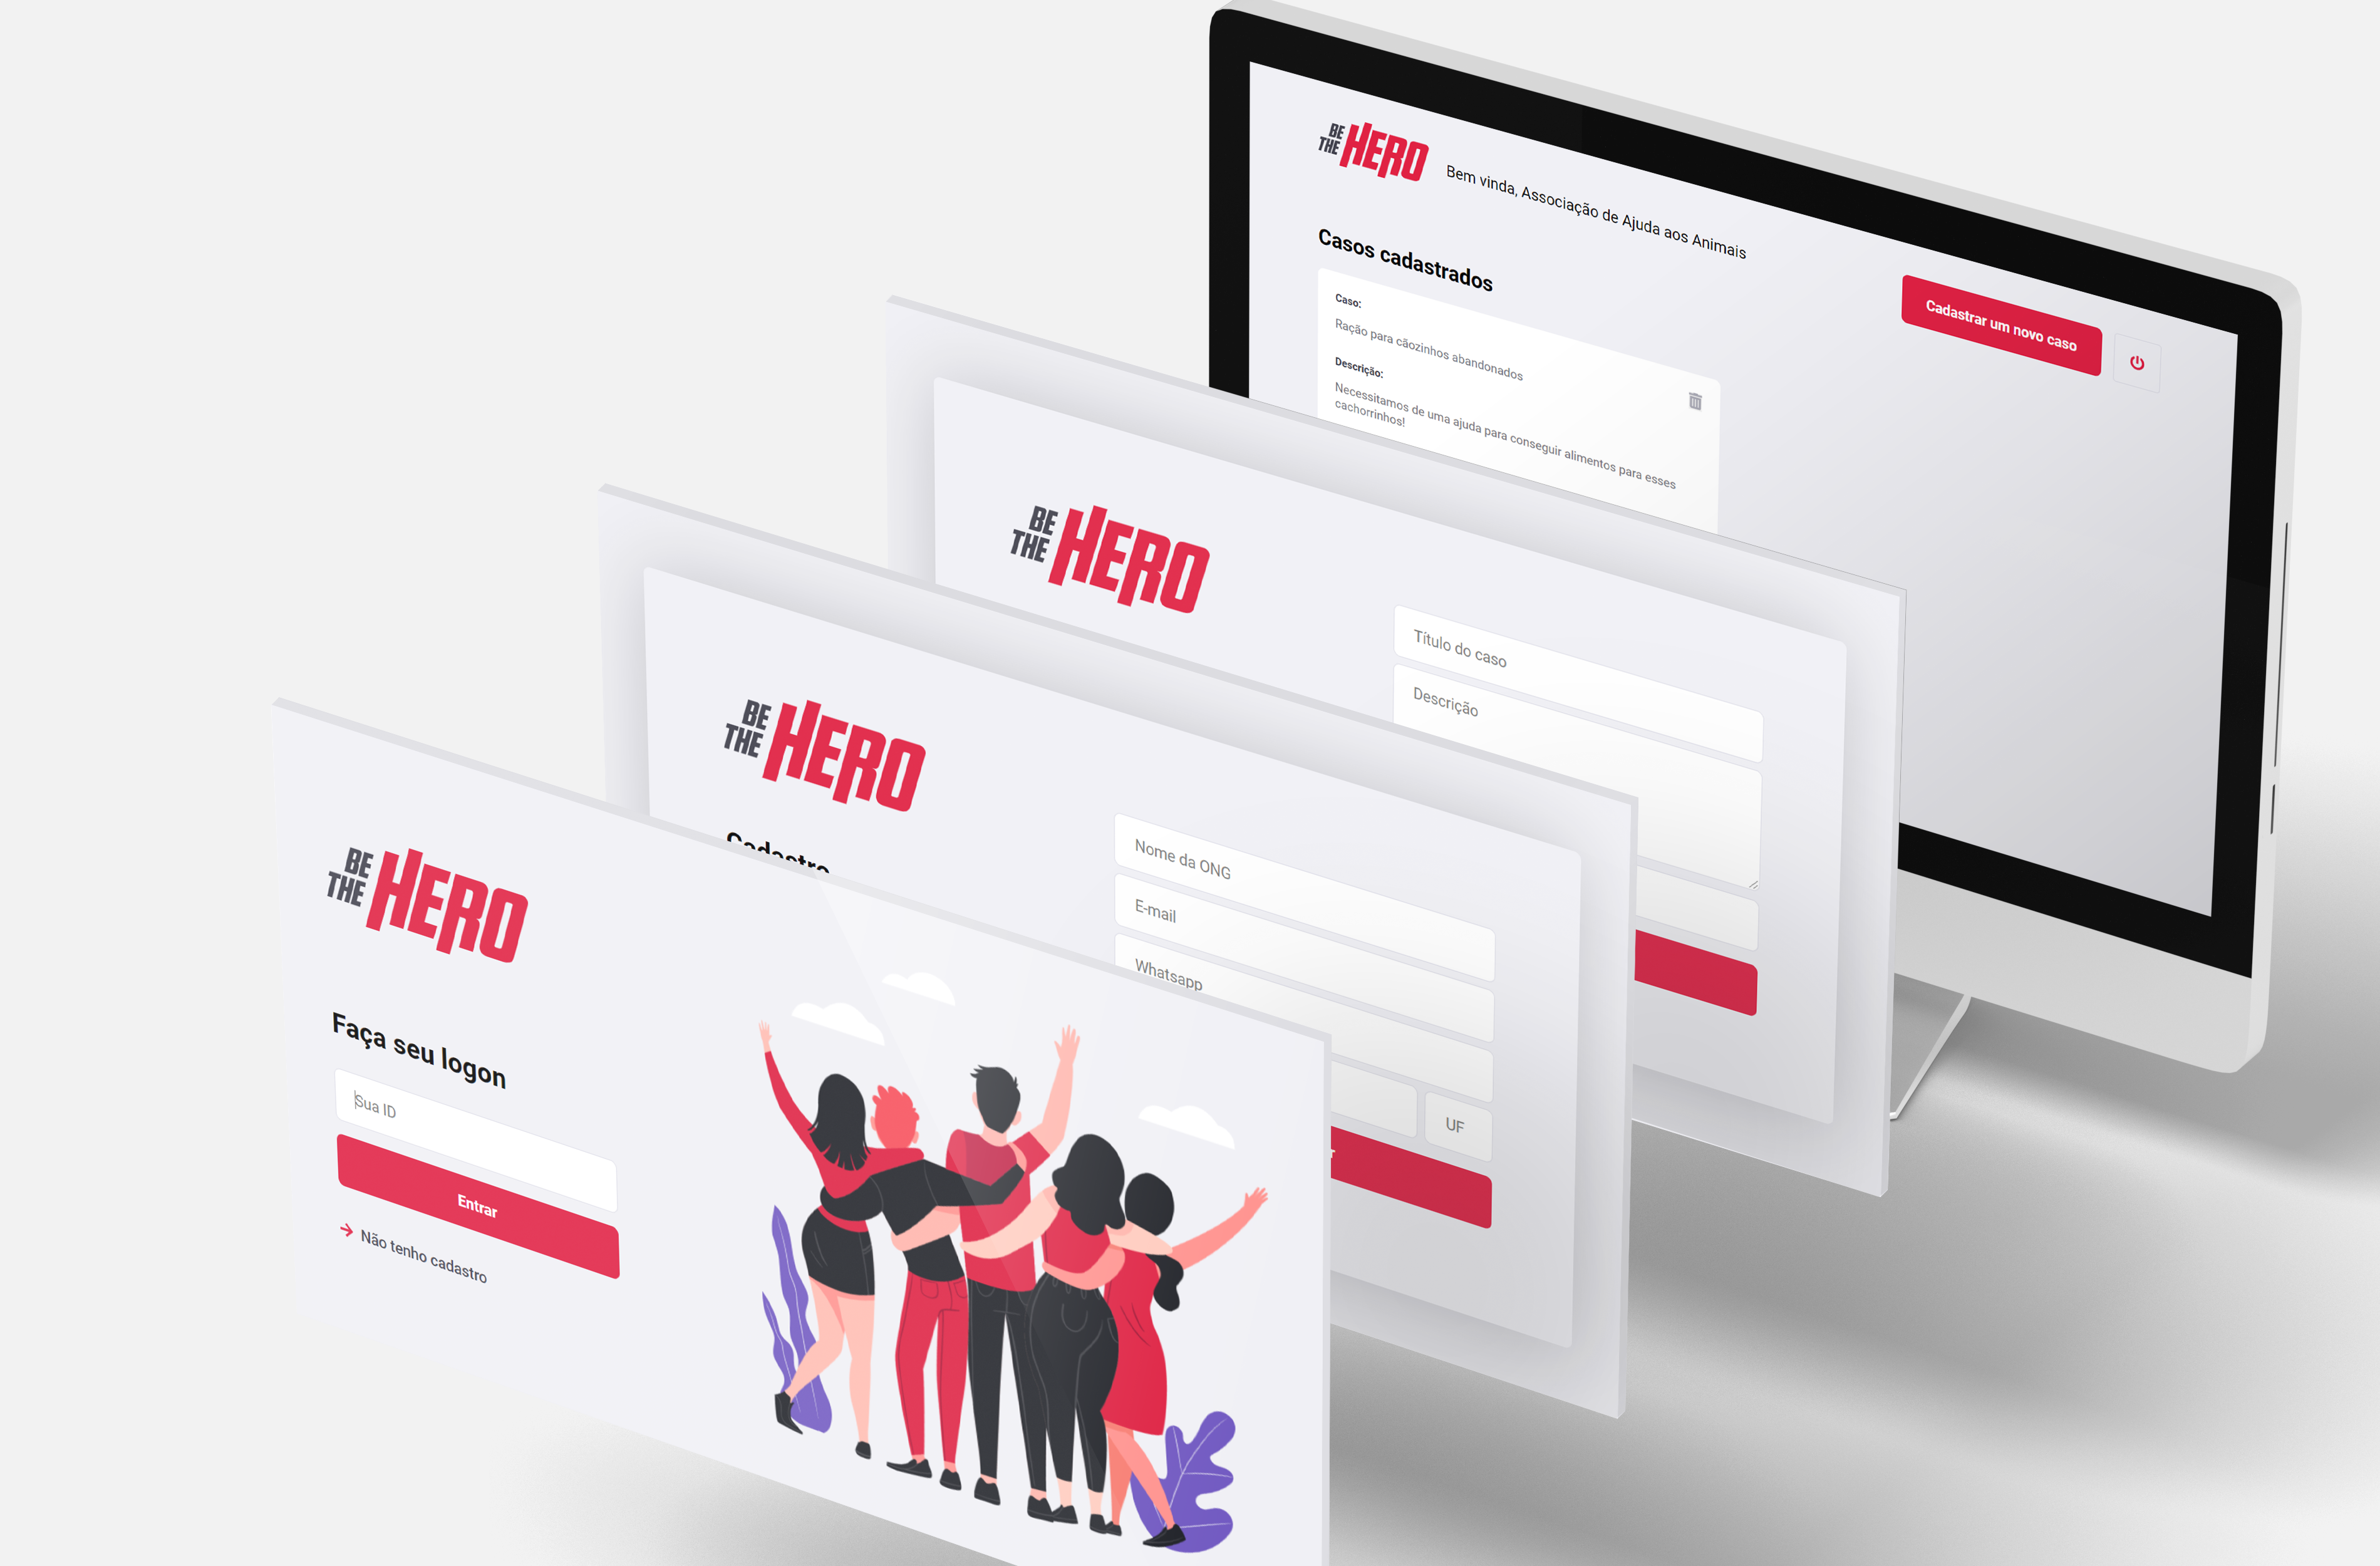 BE THE HERO
Bem vinda, Associação de Ajuda aos Animais
Cadastrar um novo caso
Casos cadastrados
Caso:
Ração para cãozinhos abandonados
Descrição:
Necessitamos de uma ajuda para conseguir alimentos para esses
cachorrinhos!
BE THE HERO
Título do caso
Descrição
BE THE HERO
Cadastro
Nome da ONG
E-mail
Whatsapp
UF
BE THE HERO
Faça seu logon
Sua ID
Entrar
Não tenho cadastro